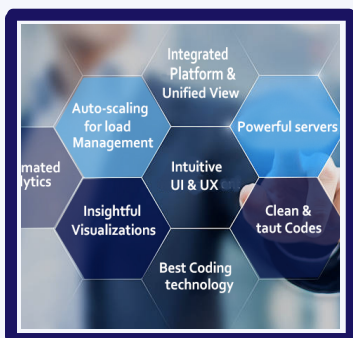 Integrated
Platform &
Unified View
Auto-scaling
for load
Management
Powerful servers
mated
lytics
Intuitive
UI & UX
Insightful
Visualizations
Clean &
taut Codes
Best Coding
technology